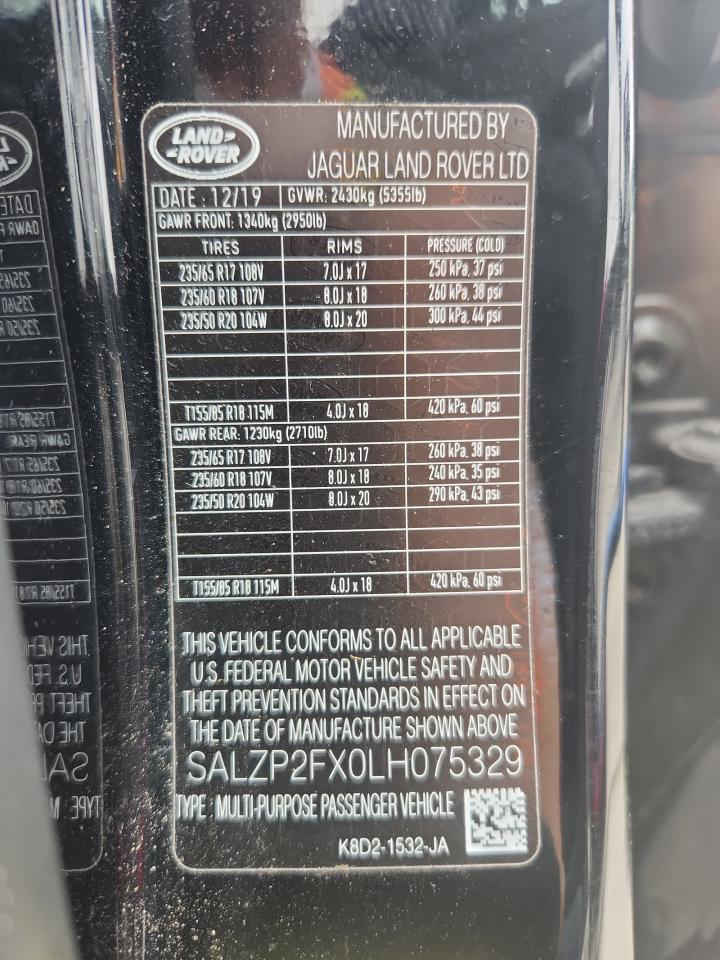 LAND-
-ROVER
MANUFACTURED BY
JAGUAR LAND ROVER LTD
DATE : 12/19 GVWR: 2430kg (5355lb)
GAWR FRONT: 1340kg (2950lb)
TIRES RIMS PRESSURE (COLD)
235/65 R17 108V 7.0J x 17 250 kPa, 37 psi
235/60 R18 107V 8.0J x 18 260 kPa, 38 psi
235/50 R20 104W 8.0J x 20 300 kPa, 44 psi
T155/85 R18 115M 4.0J x 18 420 kPa, 60 psi
GAWR REAR: 1230kg (2710lb)
235/65 R17 108V 7.0J x 17 260 kPa, 38 psi
235/60 R18 107V 8.0J x 18 240 kPa, 35 psi
235/50 R20 104W 8.0J x 20 290 kPa, 43 psi
T155/85 R18 115M 4.0J x 18 420 kPa, 60 psi
THIS VEHICLE CONFORMS TO ALL APPLICABLE
U.S. FEDERAL MOTOR VEHICLE SAFETY AND
THEFT PREVENTION STANDARDS IN EFFECT ON
THE DATE OF MANUFACTURE SHOWN ABOVE
SALZP2FX0LH075329
TYPE : MULTI-PURPOSE PASSENGER VEHICLE
K8D2-1532-JA